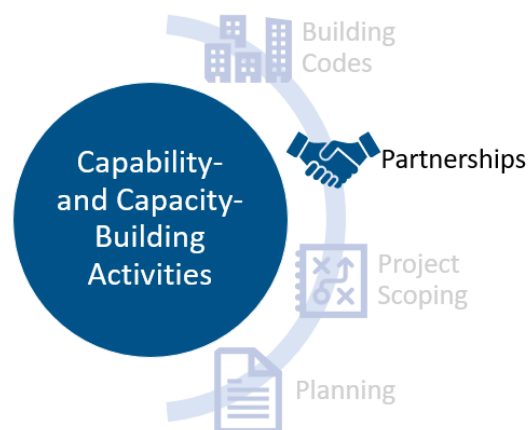 Building
Codes
Capability-
and Capacity-
Building
Activities
Partnerships
Project
Scoping
Planning